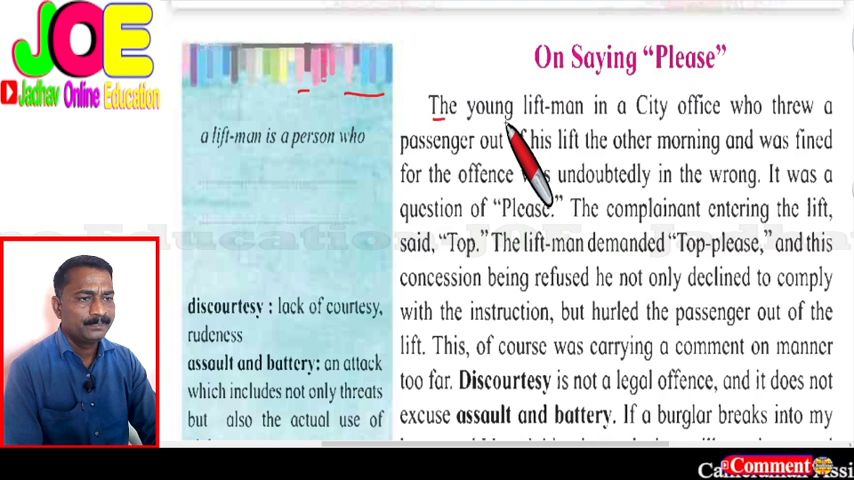 JOE
Jadhav Online Education
On Saying “Please”
a lift-man is a person who
discourtesy : lack of courtesy,
rudeness
assault and battery: an attack
which includes not only threats
but also the actual use of
The young lift-man in a City office who threw a
passenger out of his lift the other morning and was fined
for the offence was undoubtedly in the wrong. It was a
question of “Please.” The complainant entering the lift,
said, “Top.” The lift-man demanded “Top-please,” and this
concession being refused he not only declined to comply
with the instruction, but hurled the passenger out of the
lift. This, of course was carrying a comment on manner
too far. Discourtesy is not a legal offence, and it does not
excuse assault and battery. If a burglar breaks into my
Comment